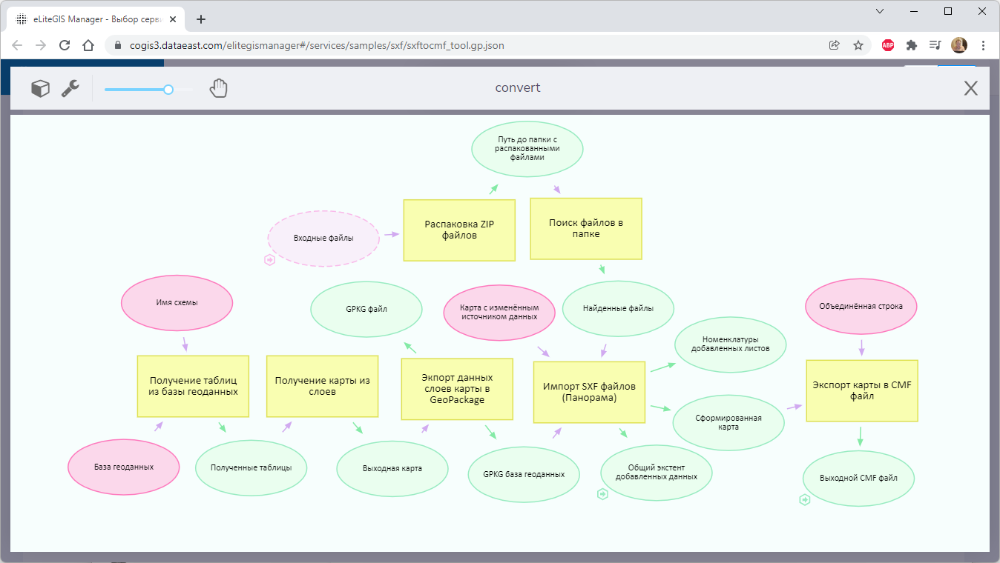 eLiteGIS Manager - Выбор серви
cogis3.dataeast.com/elitegismanager#/services/samples/sxf/sxftocmf_tool.gp.json
ABP
convert
Путь до папки с
распакованными
файлами
Входные файлы
Распаковка ZIP
файлов
Поиск файлов в
папке
Имя схемы
GPKG файл
Карта с изменённым
источником данных
Найденные файлы
Объединённая строка
Номенклатуры
добавленных листов
Получение таблиц
из базы геоданных
Получение карты из
слоев
Экпорт данных
слоев карты в
GeoPackage
Импорт SXF файлов
(Панорама)
Экспорт карты в CMF
файл
Сформированная
карта
База геоданных
Полученные таблицы
Выходная карта
GPKG база геоданных
Общий экстент
добавленных данных
Выходной CMF файл